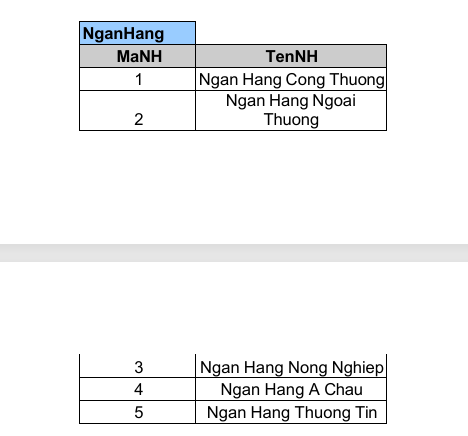 NganHang
MaNH TenNH
1 Ngan Hang Cong Thuong
Ngan Hang Ngoai
2 Thuong
3 Ngan Hang Nong Nghiep
4 Ngan Hang A Chau
5 Ngan Hang Thuong Tin